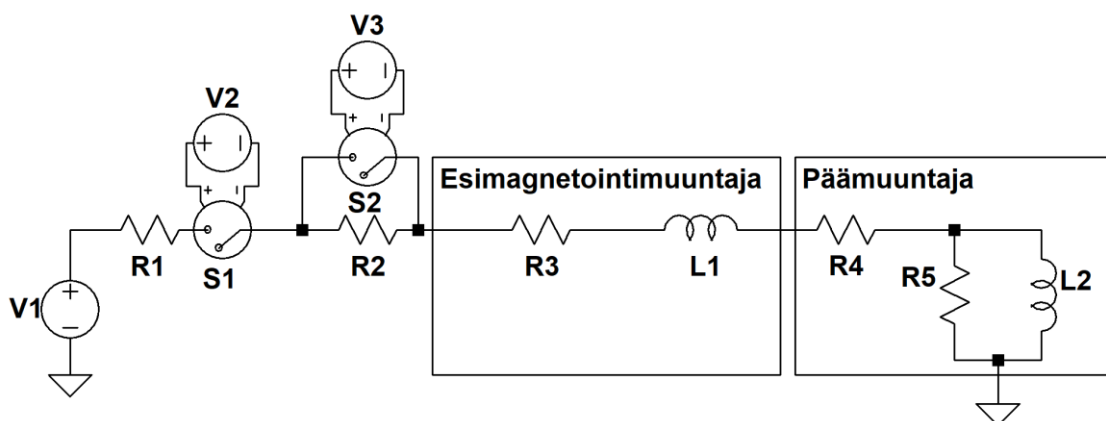 V3
V2
S2
Esimagnetointimuuntaja
Päämuuntaja
R1
S1
R2
R3
L1
R4
R5
L2
V1